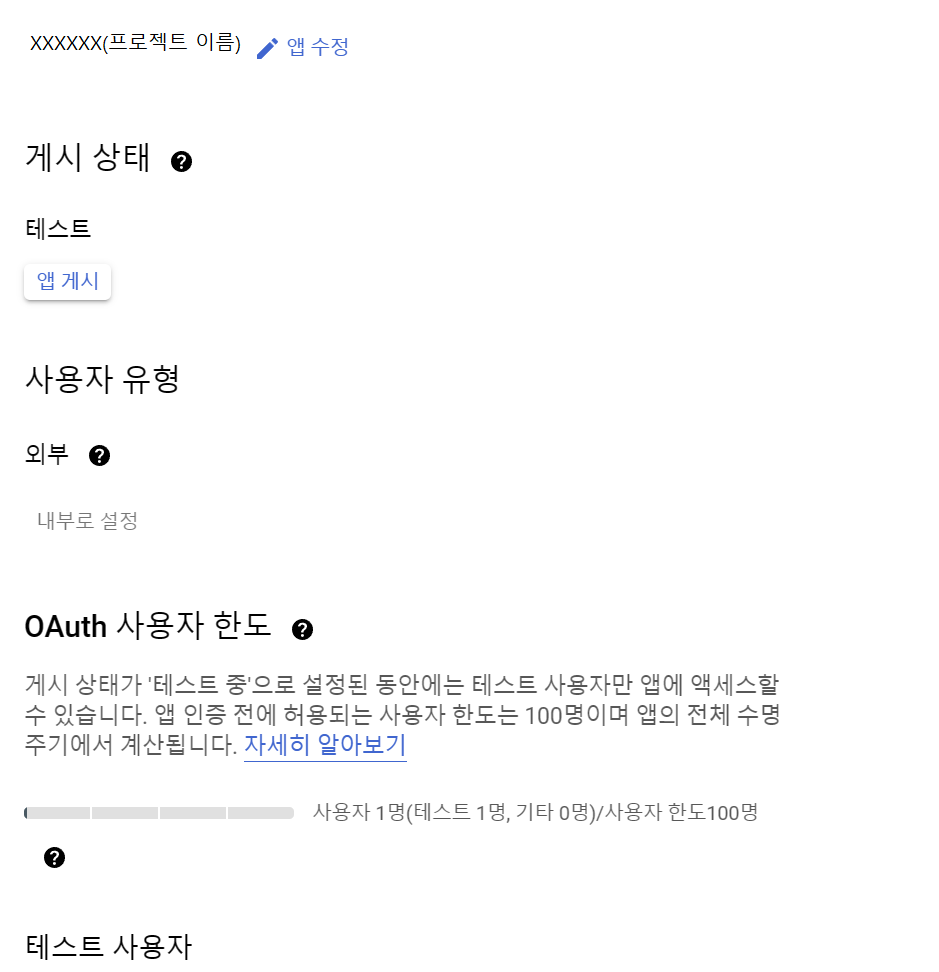 XXXXXX(프로젝트 이름) 앱 수정
게시 상태 ?
테스트
앱 게시
사용자 유형
외부 ?
내부로 설정
OAuth 사용자 한도 ?
게시 상태가 '테스트 중'으로 설정된 동안에는 테스트 사용자만 앱에 액세스할
수 있습니다. 앱 인증 전에 허용되는 사용자 한도는 100명이며 앱의 전체 수명
주기에서 계산됩니다. 자세히 알아보기
사용자 1명(테스트 1명, 기타 0명)/사용자 한도100명
?
테스트 사용자